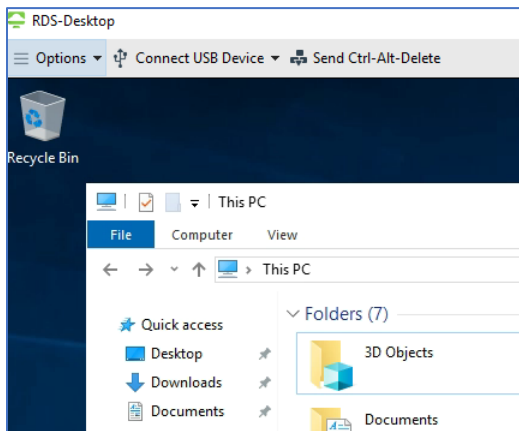 RDS-Desktop
Options Connect USB Device Send Ctrl-Alt-Delete
Recycle Bin
This PC
File Computer View
This PC
Quick access
Desktop
Downloads
Documents
Folders (7)
3D Objects
Documents